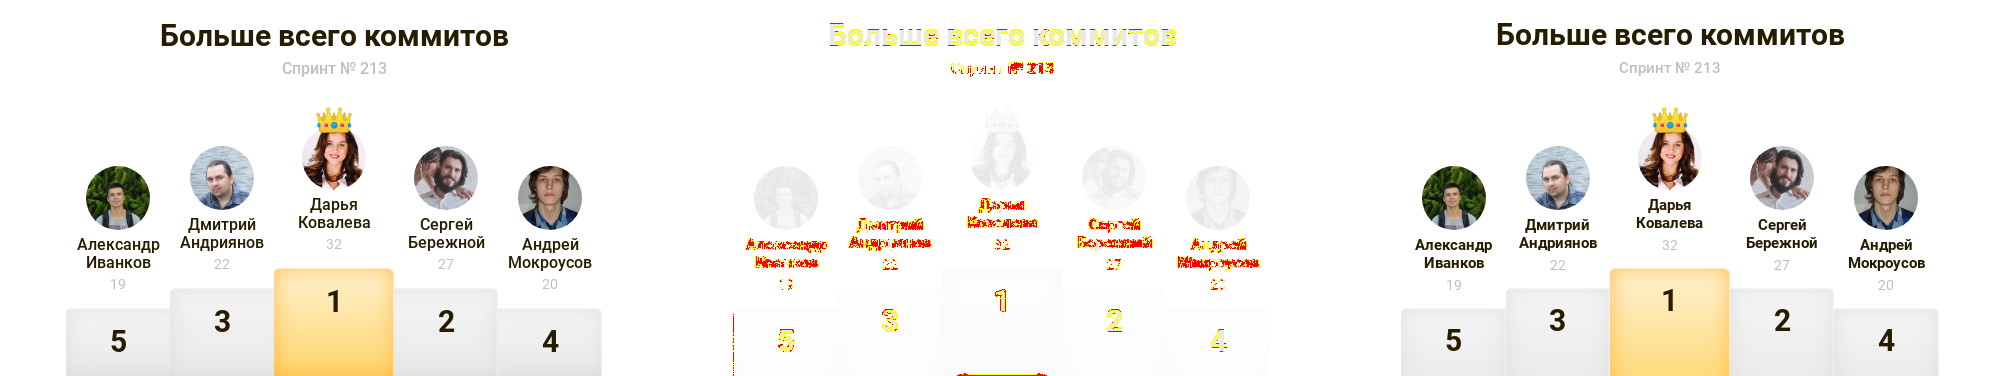 Больше всего коммитов
Спринт № 213
Дарья
Ковалева
32
Дмитрий
Андриянов
22
Сергей
Бережной
27
Александр
Иванков
19
Андрей
Мокроусов
20
1
3
2
5
4
Больше всего коммитов
Спринт № 213
Дарья
Ковалева
32
Дмитрий
Андриянов
22
Сергей
Бережной
27
Александр
Иванков
19
Андрей
Мокроусов
20
1
3
2
5
4
Больше всего коммитов
Спринт № 213
Дарья
Ковалева
32
Дмитрий
Андриянов
22
Сергей
Бережной
27
Александр
Иванков
19
Андрей
Мокроусов
20
1
3
2
5
4